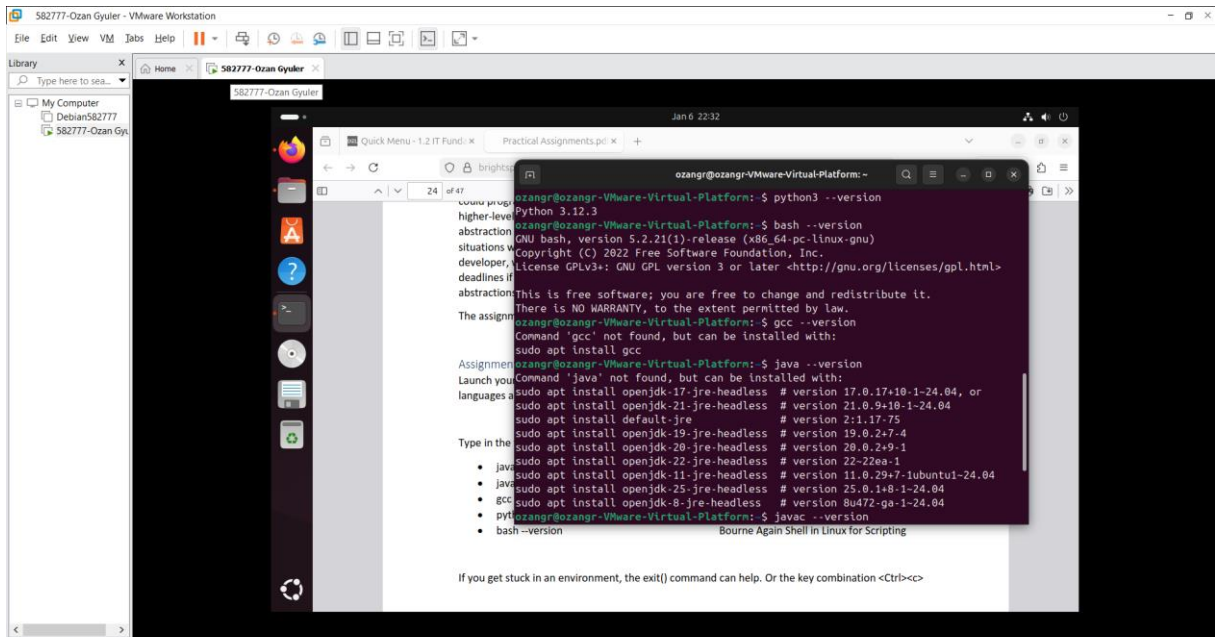 582777-Ozan Gyuler - VMware Workstation
File Edit View VM Tabs Help
Library
Type here to sea...
My Computer
Debian582777
582777-Ozan Gyu
Home
582777-Ozan Gyuler
582777-Ozan Gyuler
Jan 6 22:32
Quick Menu - 1.2 IT Fund
Practical Assignments.pd
brightsp
24 of 47
could progr
higher-level
abstraction
situations w
developer,
deadlines if
abstractions
The assignm
Assignmen
Launch your
languages a
Type in the
java
java
gcc
pyt
bash --version Bourne Again Shell in Linux for Scripting
If you get stuck in an environment, the exit() command can help. Or the key combination <Ctrl><c>
ozangr@ozangr-VMware-Virtual-Platform: ~
ozangr@ozangr-VMware-Virtual-Platform:~$ python3 --version
Python 3.12.3
ozangr@ozangr-VMware-Virtual-Platform:~$ bash --version
GNU bash, version 5.2.21(1)-release (x86_64-pc-linux-gnu)
Copyright (C) 2022 Free Software Foundation, Inc.
License GPLv3+: GNU GPL version 3 or later <http://gnu.org/licenses/gpl.html>
This is free software; you are free to change and redistribute it.
There is NO WARRANTY, to the extent permitted by law.
ozangr@ozangr-VMware-Virtual-Platform:~$ gcc --version
Command 'gcc' not found, but can be installed with:
sudo apt install gcc
ozangr@ozangr-VMware-Virtual-Platform:~$ java --version
Command 'java' not found, but can be installed with:
sudo apt install openjdk-17-jre-headless # version 17.0.17+10-1~24.04, or
sudo apt install openjdk-21-jre-headless # version 21.0.9+10-1~24.04
sudo apt install default-jre # version 2:1.17-75
sudo apt install openjdk-19-jre-headless # version 19.0.2+7-4
sudo apt install openjdk-20-jre-headless # version 20.0.2+9-1
sudo apt install openjdk-22-jre-headless # version 22~22ea-1
sudo apt install openjdk-11-jre-headless # version 11.0.29+7-1ubuntu1~24.04
sudo apt install openjdk-25-jre-headless # version 25.0.1+8-1~24.04
sudo apt install openjdk-8-jre-headless # version 8u472-ga-1~24.04
ozangr@ozangr-VMware-Virtual-Platform:~$ javac --version